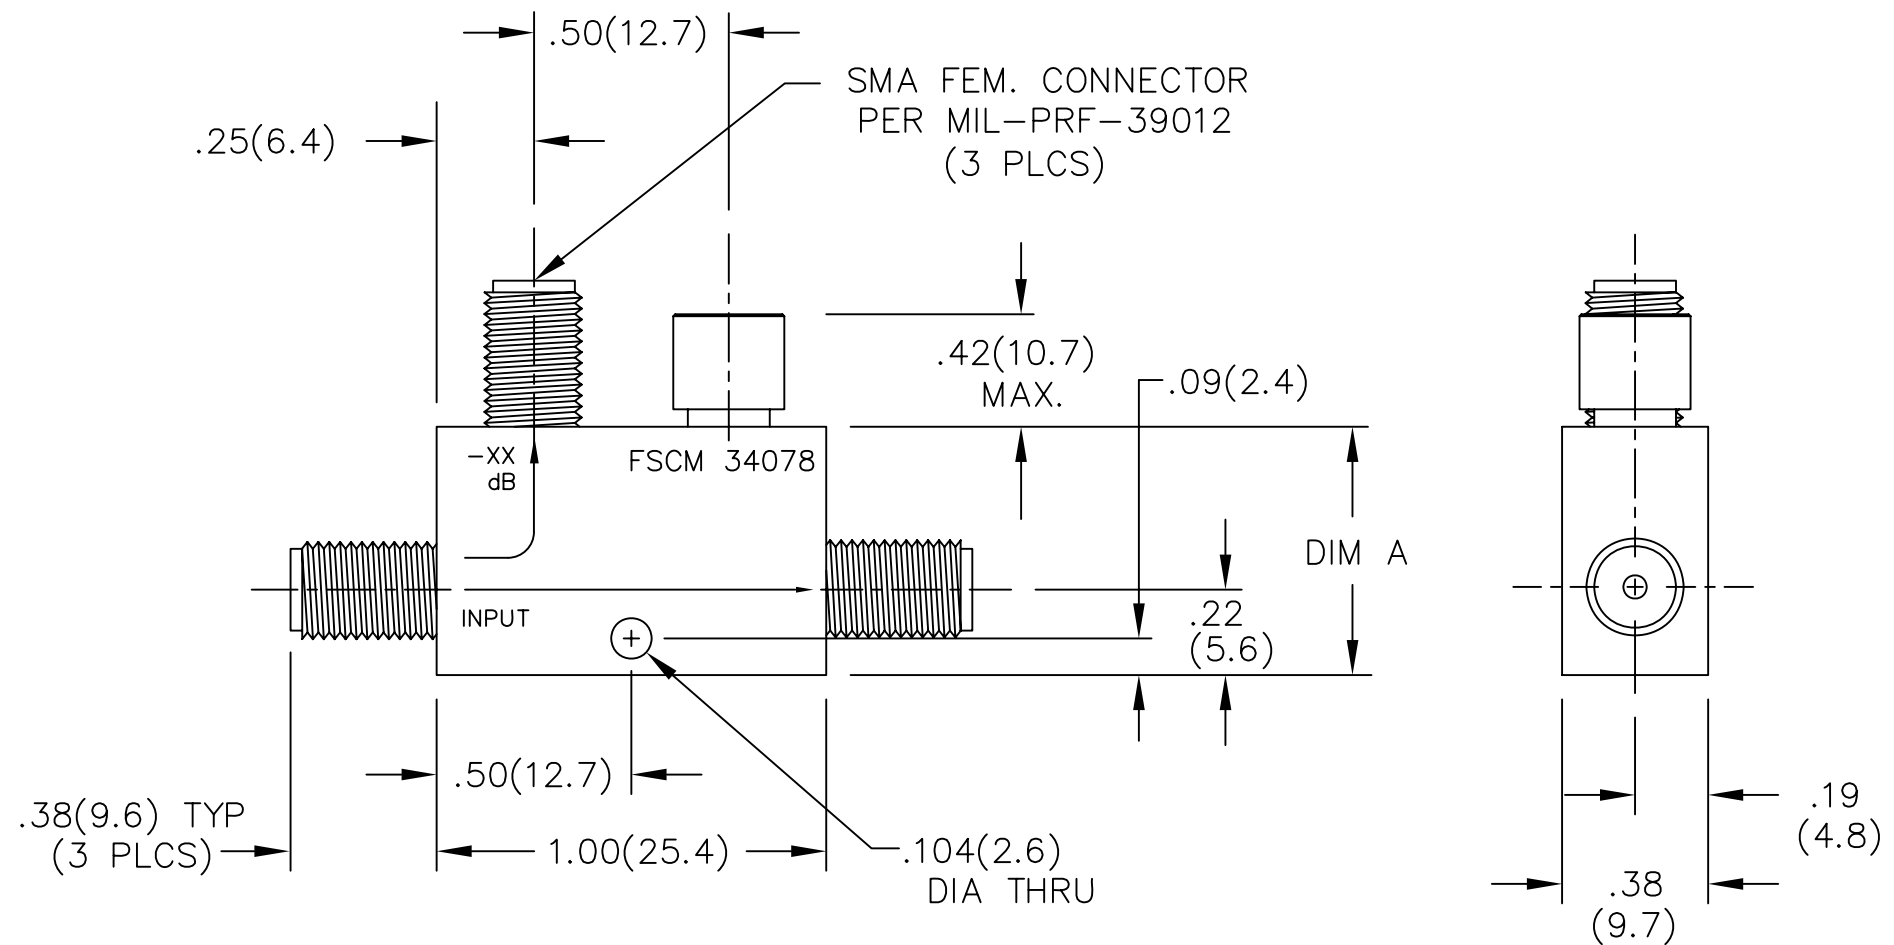 .50(12.7)
SMA FEM. CONNECTOR
PER MIL-PRF-39012
(3 PLCS)
.25(6.4)
.42(10.7)
MAX.
.09(2.4)
-XX
dB
FSCM 34078
DIM A
INPUT
.22
(5.6)
.50(12.7)
.38(9.6) TYP
(3 PLCS)
1.00(25.4)
.104(2.6)
DIA THRU
.19
(4.8)
.38
(9.7)